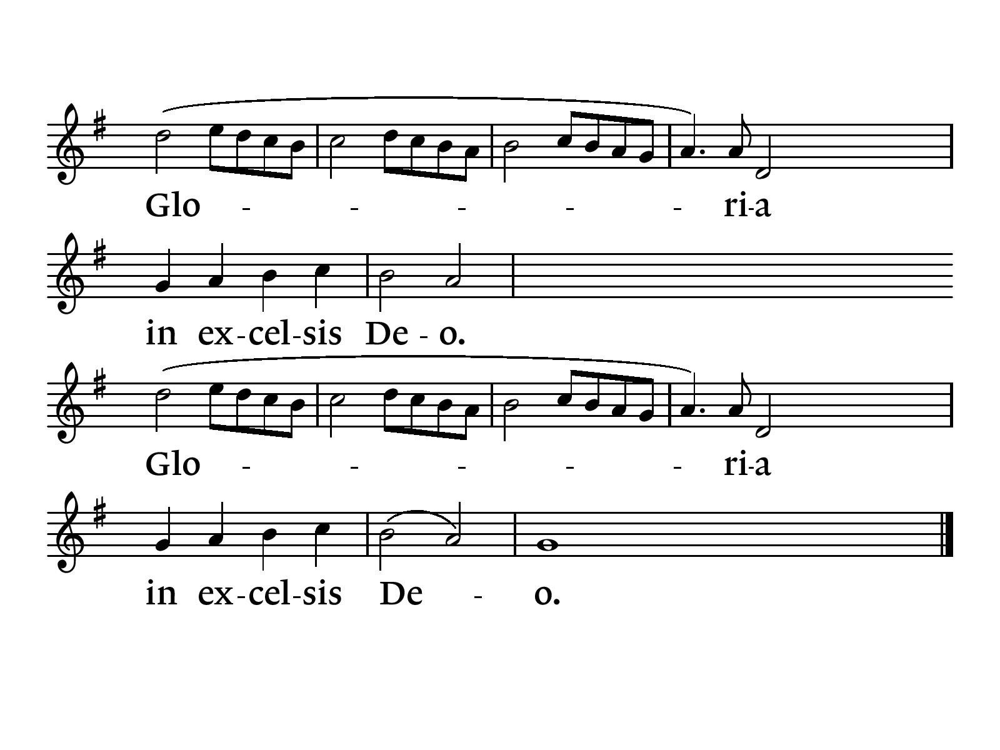 Glo - - - - - ri-a
in ex-cel-sis De - o.
Glo - - - - - ri-a
in ex-cel-sis De - o.